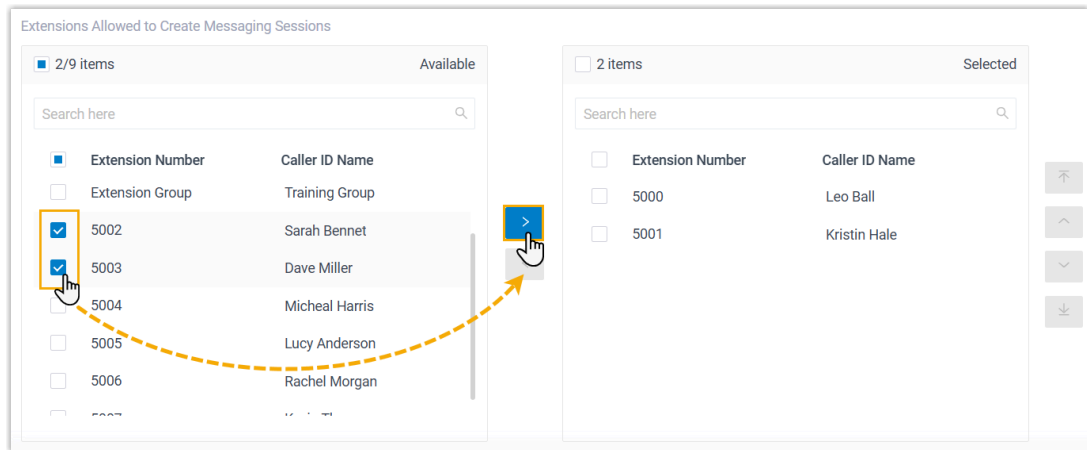 Extensions Allowed to Create Messaging Sessions
2/9 items Available
Search here
Extension Number Caller ID Name
Extension Group Training Group
5002 Sarah Bennet
5003 Dave Miller
5004 Micheal Harris
5005 Lucy Anderson
5006 Rachel Morgan
2 items Selected
Search here
Extension Number Caller ID Name
5000 Leo Ball
5001 Kristin Hale